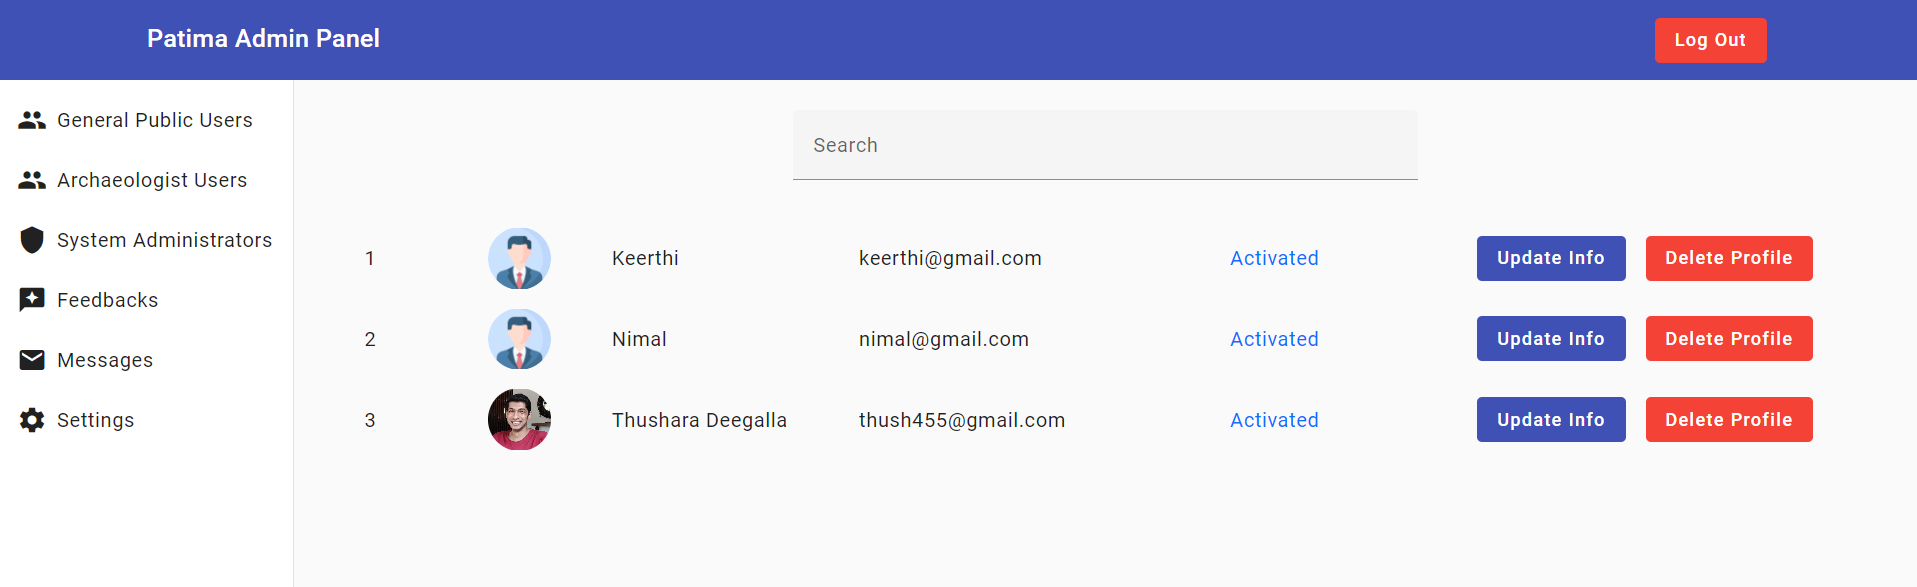 Patima Admin Panel
Log Out
General Public Users
Archaeologist Users
System Administrators
Feedbacks
Messages
Settings
Search
1 Keerthi keerthi@gmail.com Activated Update Info Delete Profile
2 Nimal nimal@gmail.com Activated Update Info Delete Profile
3 Thushara Deegalla thush455@gmail.com Activated Update Info Delete Profile